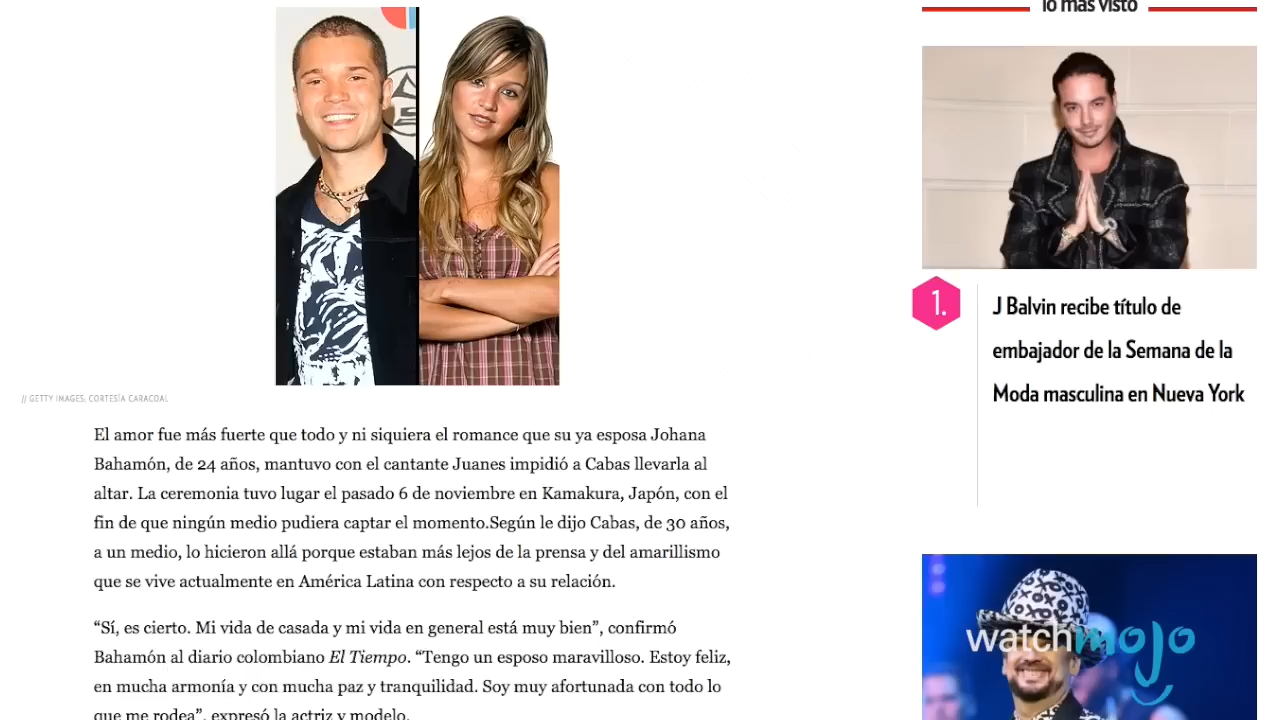 lo más visto
// GETTY IMAGES; CORTESÍA CARACOAL
El amor fue más fuerte que todo y ni siquiera el romance que su ya esposa Johana
Bahamón, de 24 años, mantuvo con el cantante Juanes impidió a Cabas llevarla al
altar. La ceremonia tuvo lugar el pasado 6 de noviembre en Kamakura, Japón, con el
fin de que ningún medio pudiera captar el momento.Según le dijo Cabas, de 30 años,
a un medio, lo hicieron allá porque estaban más lejos de la prensa y del amarillismo
que se vive actualmente en América Latina con respecto a su relación.
“Sí, es cierto. Mi vida de casada y mi vida en general está muy bien”, confirmó
Bahamón al diario colombiano El Tiempo. “Tengo un esposo maravilloso. Estoy feliz,
en mucha armonía y con mucha paz y tranquilidad. Soy muy afortunada con todo lo
que me rodea”, expresó la actriz y modelo.
1.
J Balvin recibe título de
embajador de la Semana de la
Moda masculina en Nueva York
watchmojo